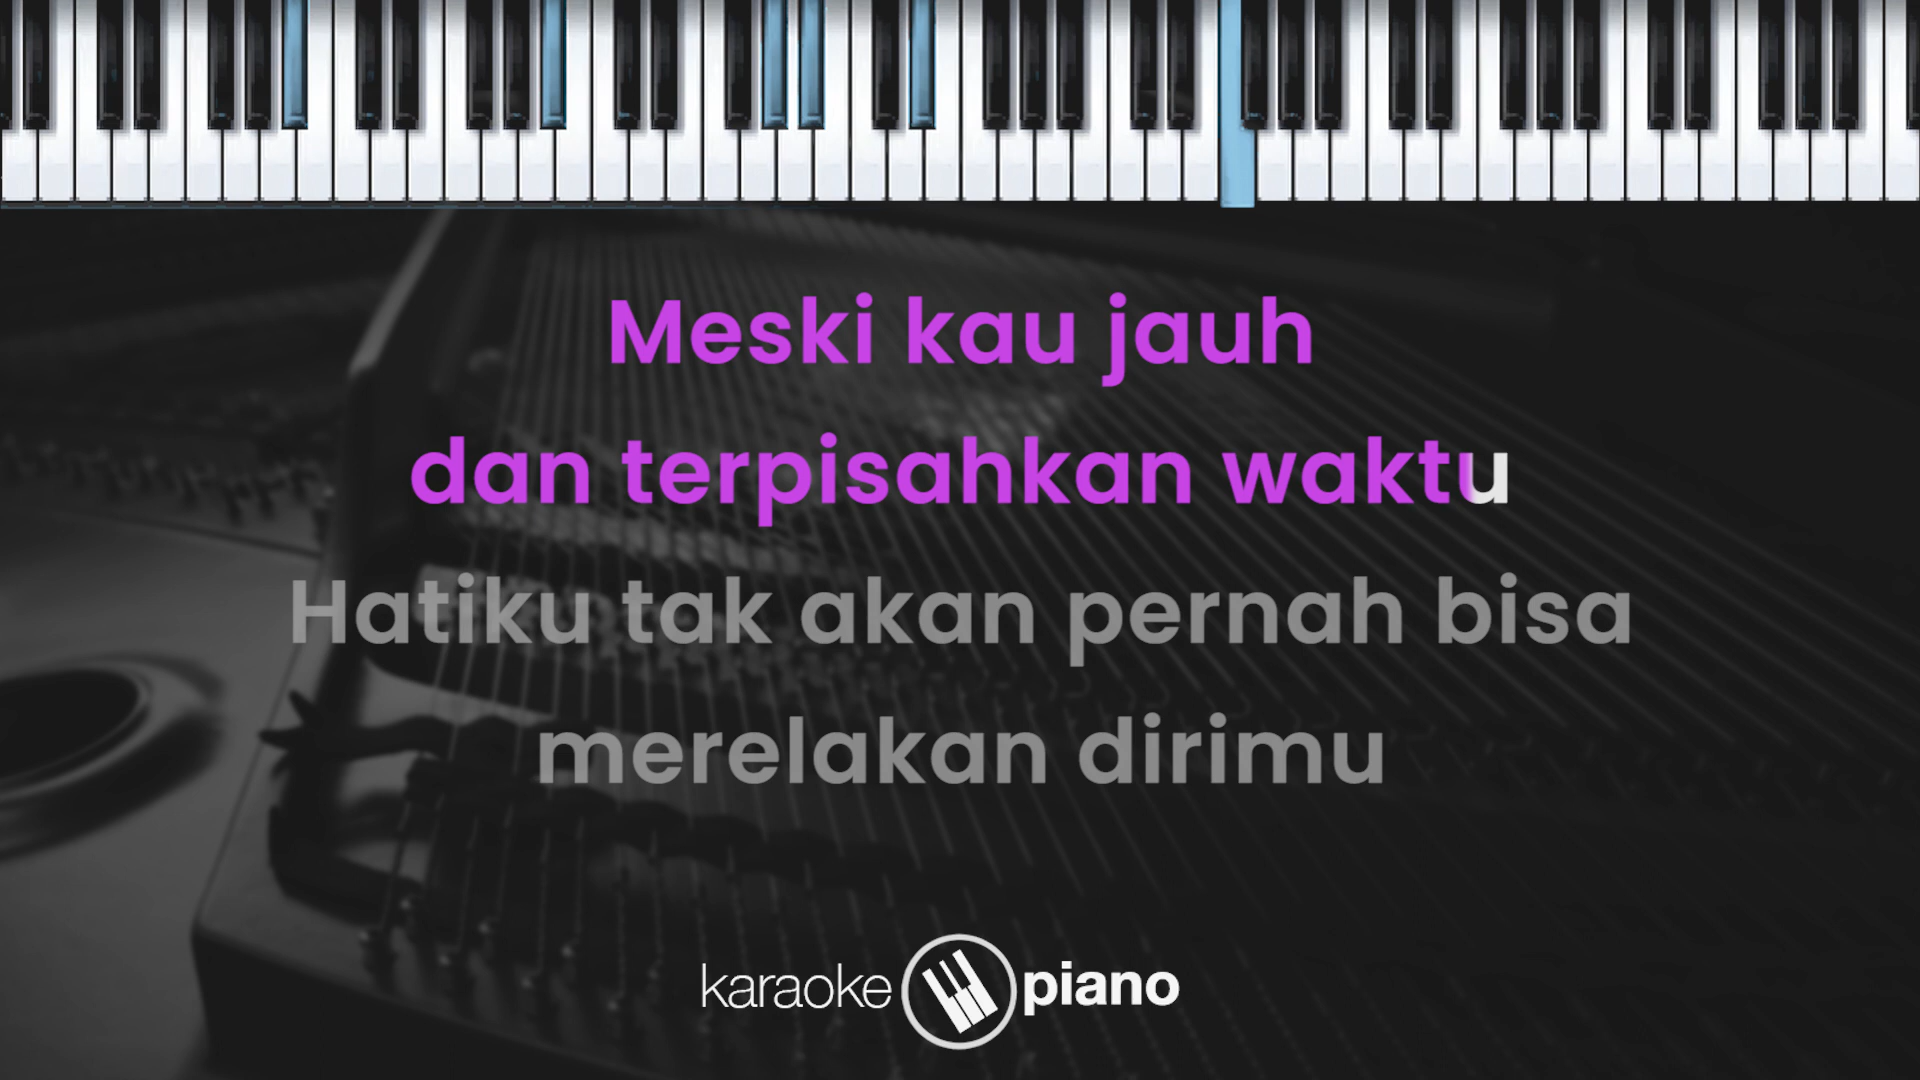 Meski kau jauh
dan terpisahkan waktu
Hatiku tak akan pernah bisa
merelakan dirimu
karaoke piano